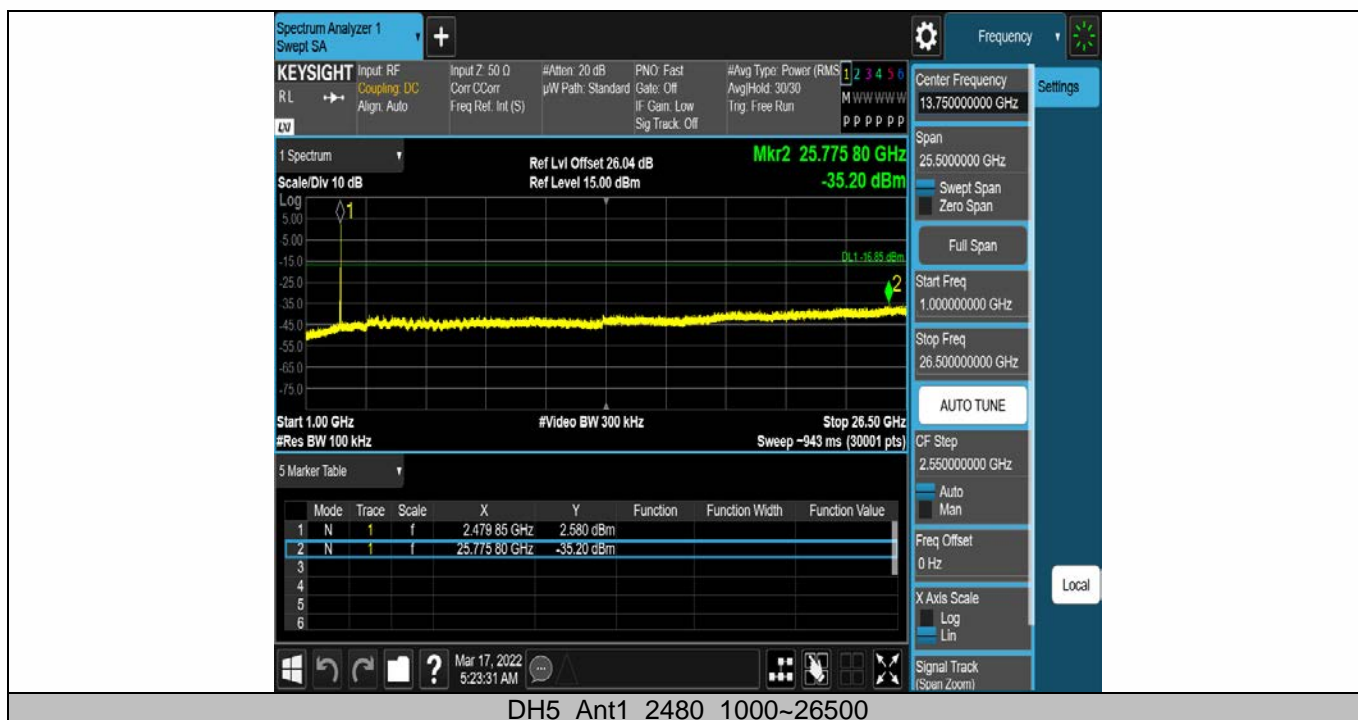 Spectrum Analyzer 1
Swept SA
+
Frequency
KEYSIGHT
RL
LXI
Input: RF
Coupling: DC
Align: Auto
Input Z: 50 Ω
Corr CCorr
Freq Ref: Int (S)
#Atten: 20 dB
µW Path: Standard
PNO: Fast
Gate: Off
IF Gain: Low
Sig Track: Off
#Avg Type: Power (RMS
Avg|Hold: 30/30
Trig: Free Run
1 2 3 4 5 6
M W W W W W
P P P P P P
1 Spectrum
Scale/Div 10 dB
Ref Lvl Offset 26.04 dB
Ref Level 15.00 dBm
Mkr2 25.775 80 GHz
-35.20 dBm
Log
5.00
-5.00
-15.0
-25.0
-35.0
-45.0
-55.0
-65.0
-75.0
1
DL1 -16.85 dBm
2
Start 1.00 GHz
#Video BW 300 kHz
Stop 26.50 GHz
#Res BW 100 kHz
Sweep ~943 ms (30001 pts)
5 Marker Table
Mode Trace Scale X Y Function Function Width Function Value
1 N 1 f 2.479 85 GHz 2.580 dBm
2 N 1 f 25.775 80 GHz -35.20 dBm
3
4
5
6
Mar 17, 2022
5:23:31 AM
Center Frequency
13.75000000 GHz
Settings
Span
25.5000000 GHz
Swept Span
Zero Span
Full Span
Start Freq
1.000000000 GHz
Stop Freq
26.500000000 GHz
AUTO TUNE
CF Step
2.550000000 GHz
Auto
Man
Freq Offset
0 Hz
X Axis Scale
Log
Lin
Local
Signal Track
(Span Zoom)
DH5_Ant1_2480_1000~26500